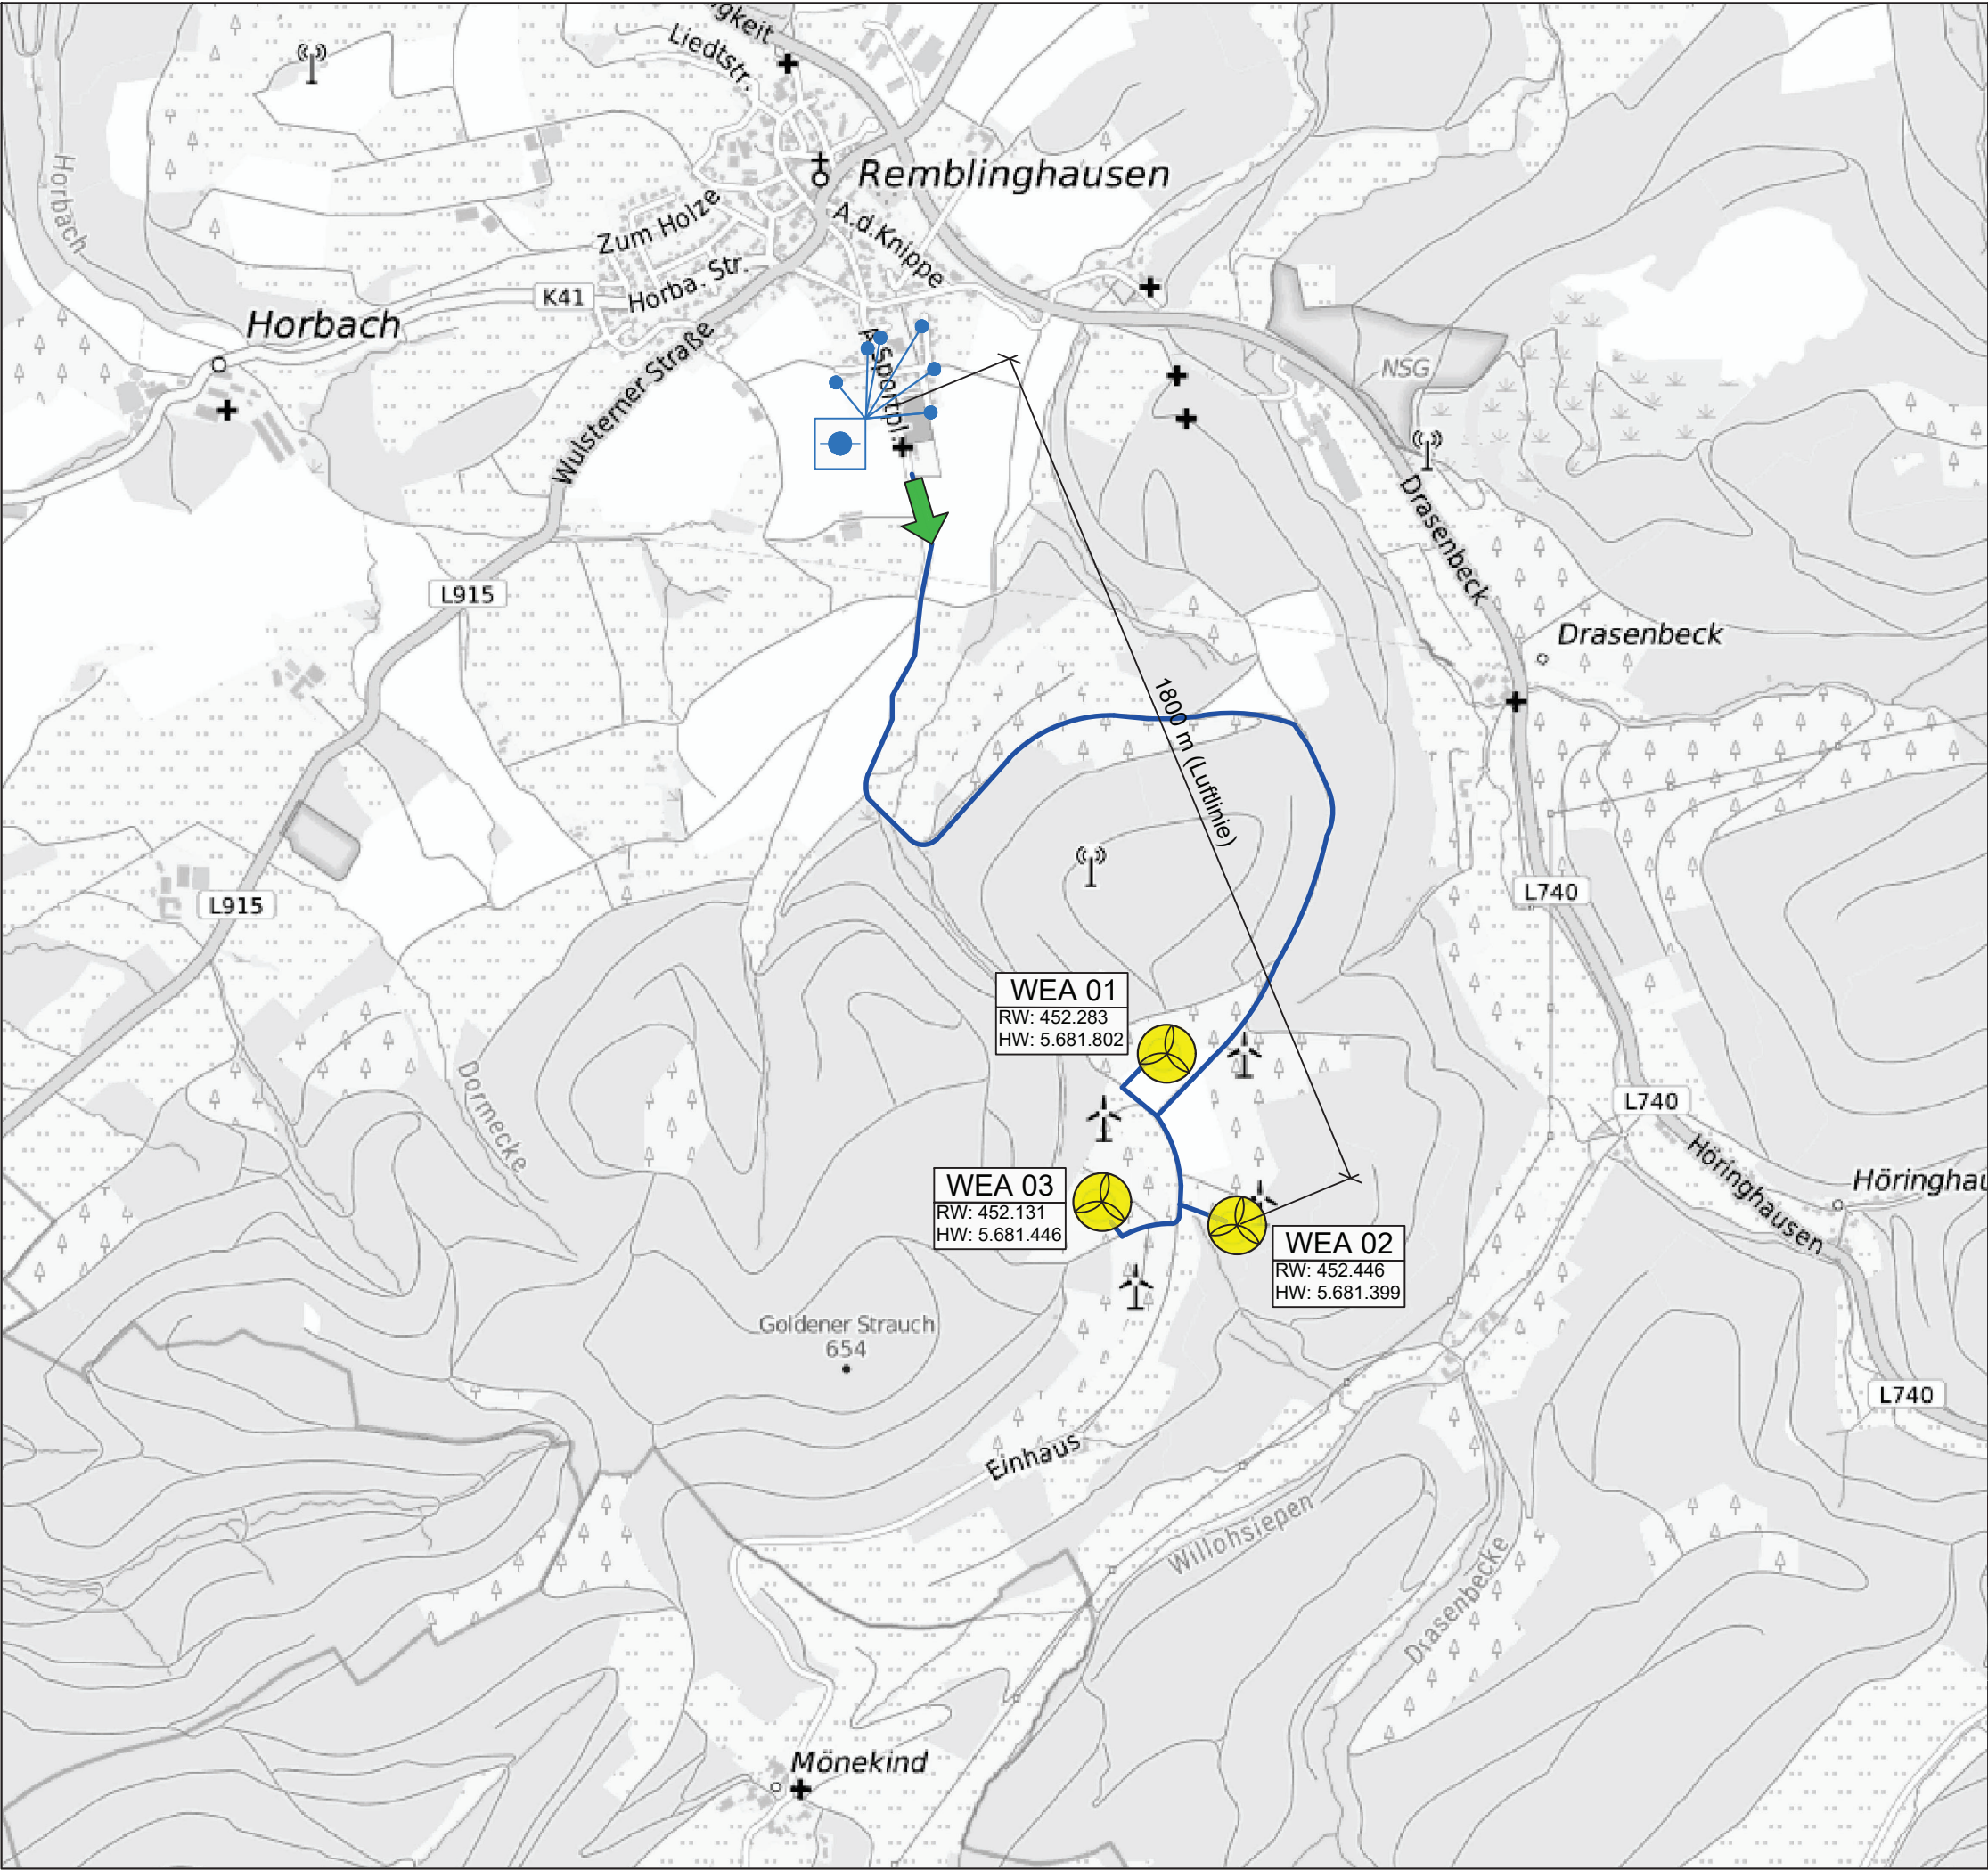 Liedtstr.
Remblinghausen
Horbach
Zum Holze
A.d.Knippe
Horba. Str.
K41
Horbach
Wulsterner Straße
NSG
Drasenbeck
L915
Drasenbeck
1800 m (Luftlinie)
L740
L915
WEA 01
RW: 452.283
HW: 5.681.802
Dormecke
L740
Höringhausen
WEA 03
RW: 452.131
HW: 5.681.446
Höringhau
WEA 02
RW: 452.446
HW: 5.681.399
Goldener Strauch
654
L740
Einhaus
Willohsiepen
Drasenbecke
Mönekind